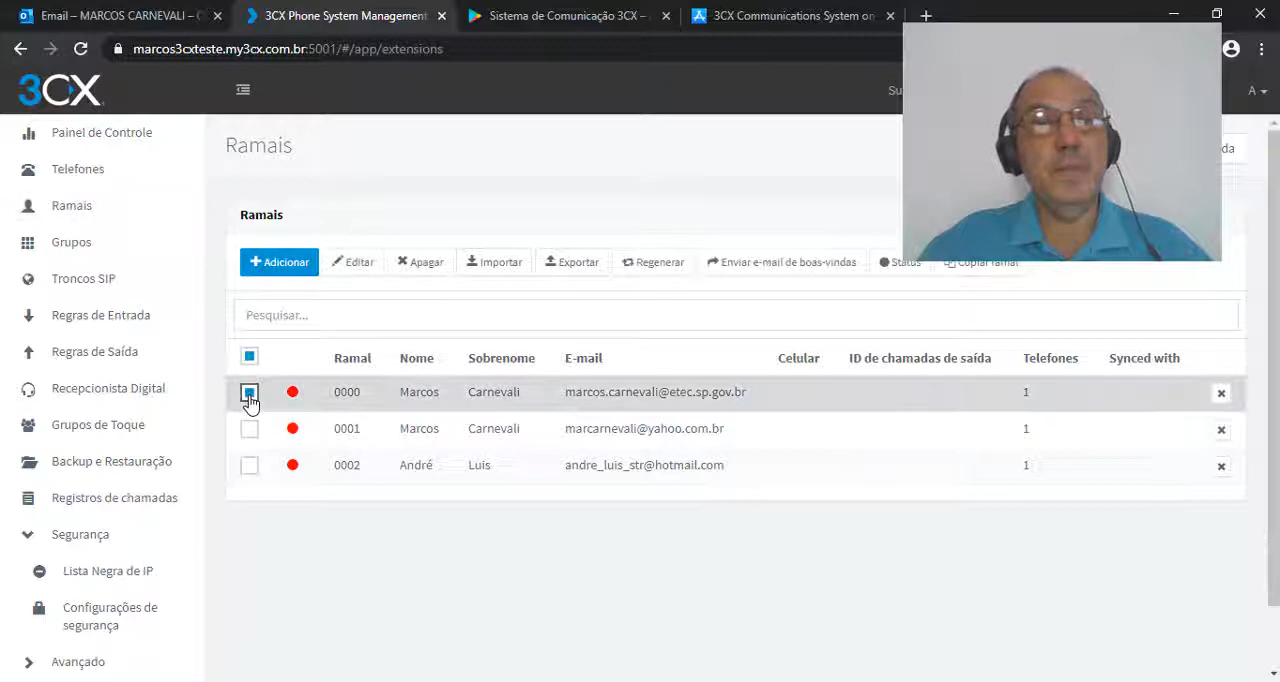 Email – MARCOS CARNEVALI – 
3CX Phone System Management
Sistema de Comunicação 3CX –
3CX Communications System on
marcos3cxteste.my3cx.com.br:5001/#/app/extensions
3CX
Su
A
Painel de Controle
Telefones
Ramais
Grupos
Troncos SIP
Regras de Entrada
Regras de Saída
Recepcionista Digital
Grupos de Toque
Backup e Restauração
Registros de chamadas
Segurança
Lista Negra de IP
Configurações de
segurança
Avançado
Ramais
da
Ramais
Adicionar Editar Apagar Importar Exportar Regenerar Enviar e-mail de boas-vindas Status Copiar ramal
Pesquisar...
Ramal Nome Sobrenome E-mail Celular ID de chamadas de saída Telefones Synced with
0000 Marcos Carnevali marcos.carnevali@etec.sp.gov.br 1
0001 Marcos Carnevali marcarnevali@yahoo.com.br 1
0002 André Luis andre_luis_str@hotmail.com 1